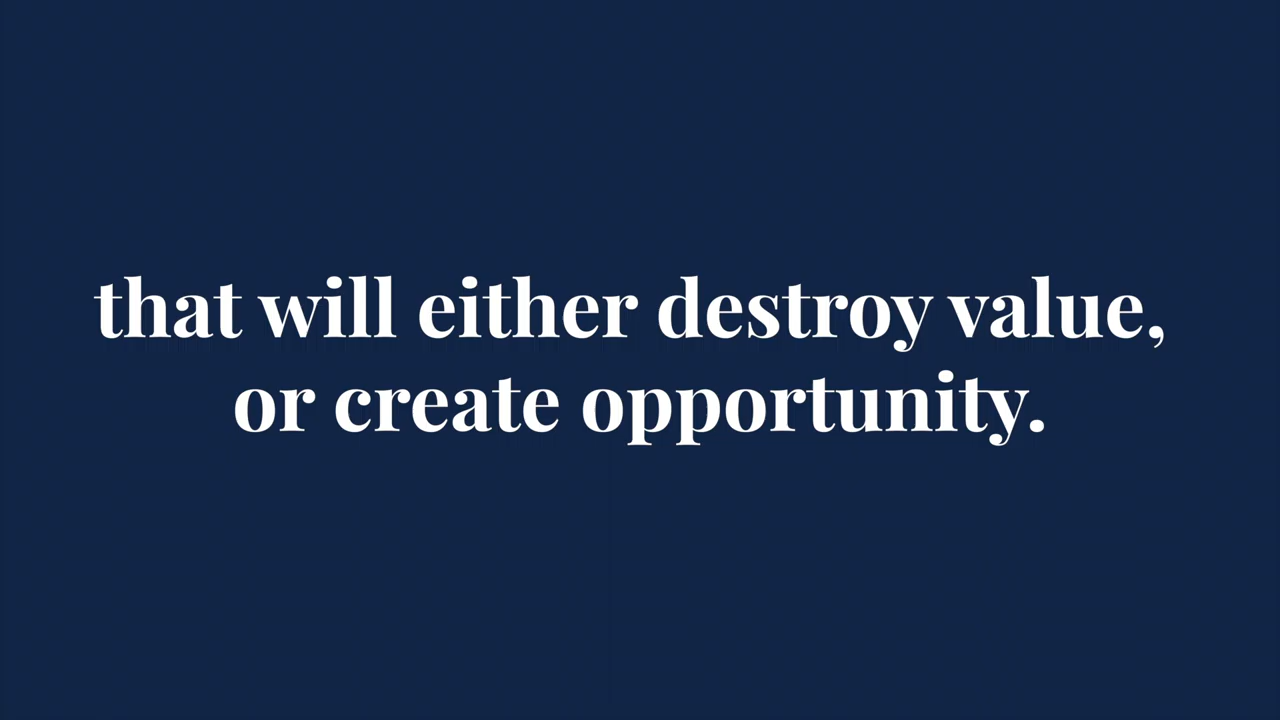 that will either destroy value,
or create opportunity.